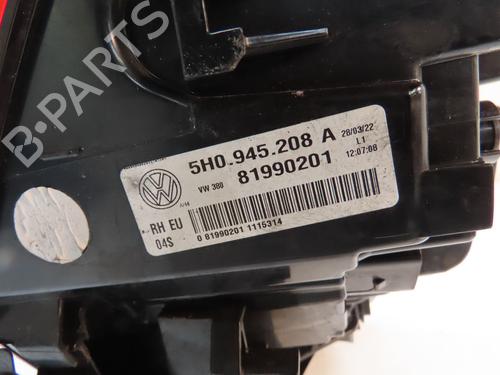 5H0.945.208 A
28/03/22
VW 380
81990201
L1
12:07:08
RH EU
04S
0 81990201 1115314
B-PARTS